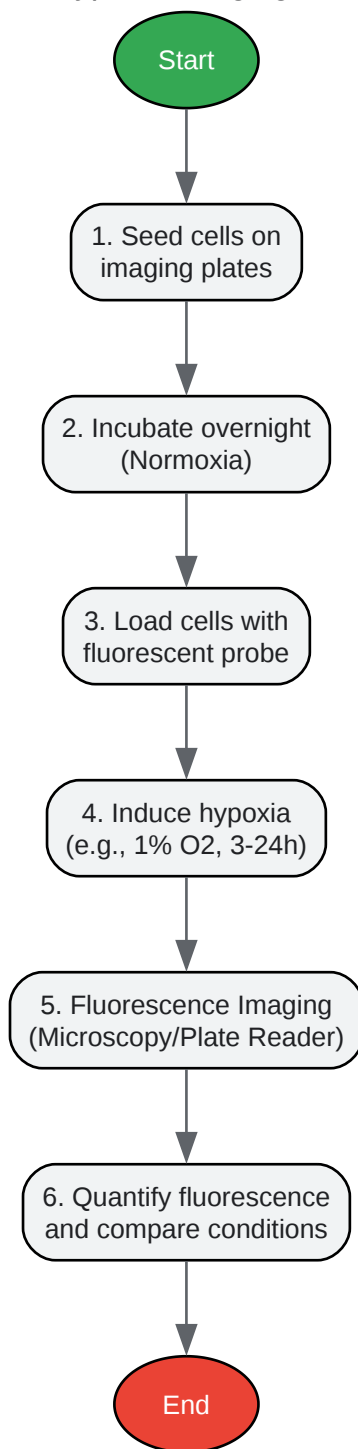 Start
1. Seed cells on
imaging plates
2. Incubate overnight
(Normoxia)
3. Load cells with
fluorescent probe
4. Induce hypoxia
(e.g., 1% O2, 3-24h)
5. Fluorescence Imaging
(Microscopy/Plate Reader)
6. Quantify fluorescence
and compare conditions
End